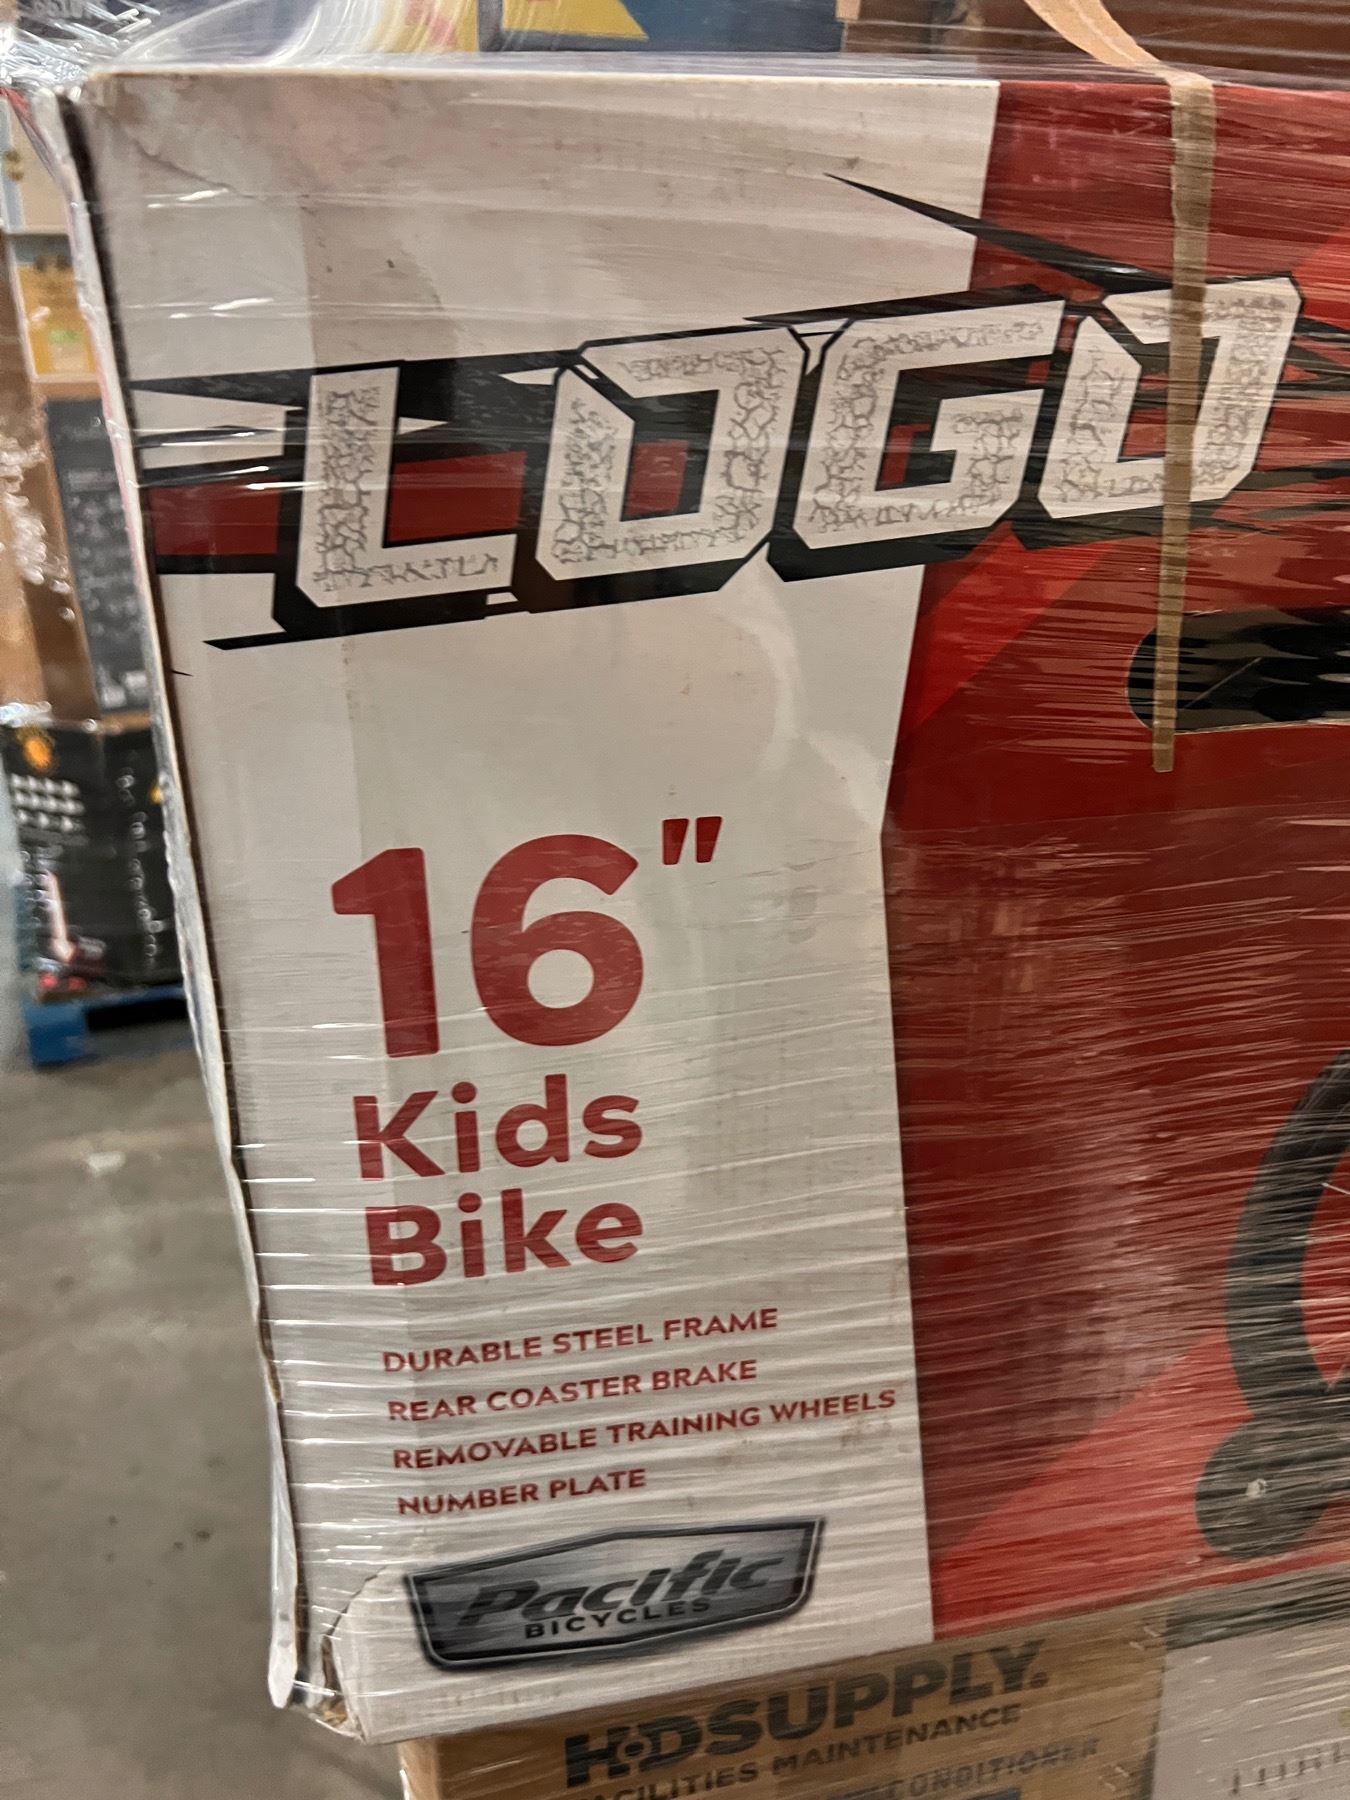 LOGO
16"
Kids
Bike
DURABLE STEEL FRAME
REAR COASTER BRAKE
REMOVABLE TRAINING WHEELS
NUMBER PLATE
Pacific
BICYCLES
HDSUPPLY.
MAINTENANCE
CONDITIONER